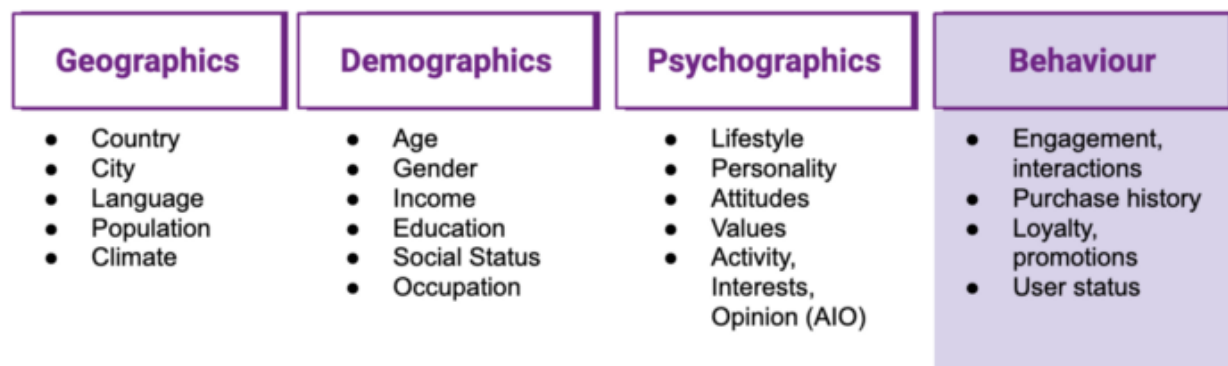 Geographics
● Country
● City
● Language
● Population
● Climate
Demographics
● Age
● Gender
● Income
● Education
● Social Status
● Occupation
Psychographics
● Lifestyle
● Personality
● Attitudes
● Values
● Activity,
Interests,
Opinion (AIO)
Behaviour
● Engagement,
interactions
● Purchase history
● Loyalty,
promotions
● User status